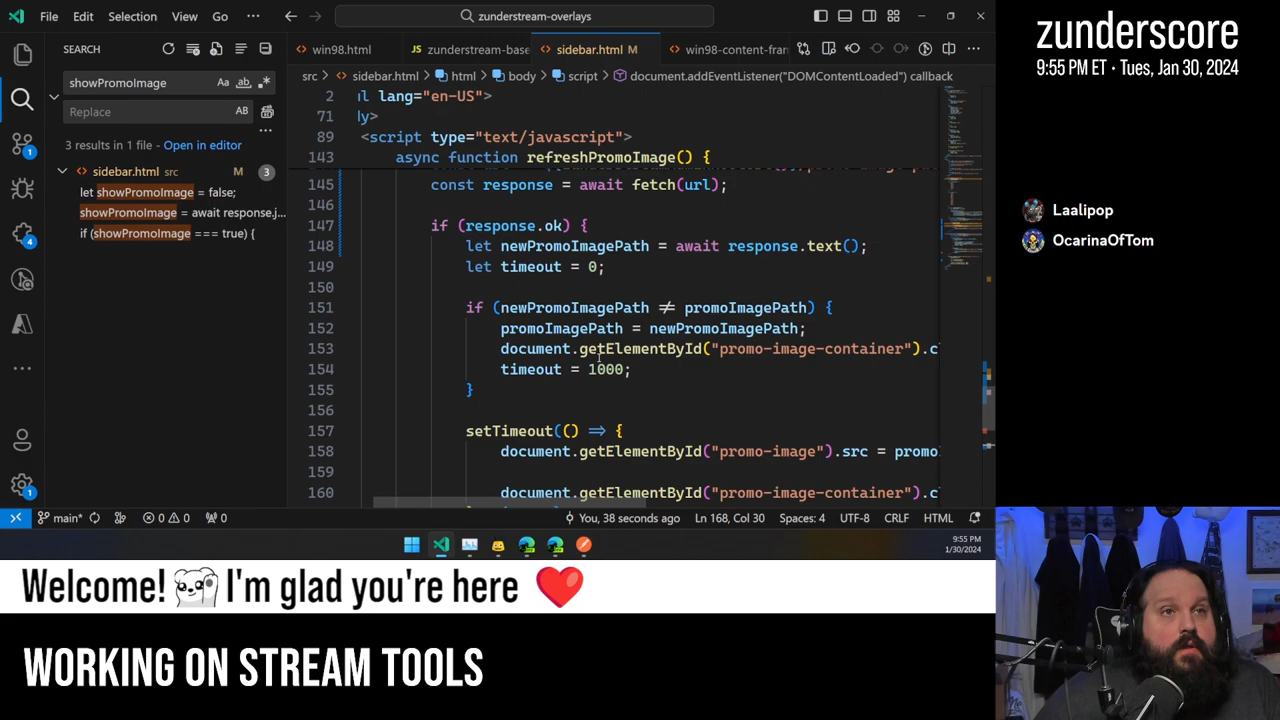 File Edit Selection View Go ··· zunderstream-overlays
SEARCH
showPromoImage
Replace
3 results in 1 file - Open in editor
sidebar.html src M 3
let showPromoImage = false;
showPromoImage = await response.j...
if (showPromoImage === true) {
win98.html JS zunderstream-base sidebar.html M win98-content-fran
src > sidebar.html > html > body > script > document.addEventListener("DOMContentLoaded") callback
2 ıl lang="en-US">
71 ly>
89 <script type="text/javascript">
143 async function refreshPromoImage() {
145 const response = await fetch(url);
146
147 if (response.ok) {
148 let newPromoImagePath = await response.text();
149 let timeout = 0;
150
151 if (newPromoImagePath ≠ promoImagePath) {
152 promoImagePath = newPromoImagePath;
153 document.getElementById("promo-image-container").cl
154 timeout = 1000;
155 }
156
157 setTimeout(() ⇒ {
158 document.getElementById("promo-image").src = promoI
159
160 document.getElementById("promo-image-container").cl
main* 0 0 0 You, 38 seconds ago Ln 168, Col 30 Spaces: 4 UTF-8 CRLF HTML
9:55 PM
1/30/2024
zunderscore
9:55 PM ET · Tues, Jan 30, 2024
Laalipop
OcarinaOfTom
Welcome! I'm glad you're here
WORKING ON STREAM TOOLS